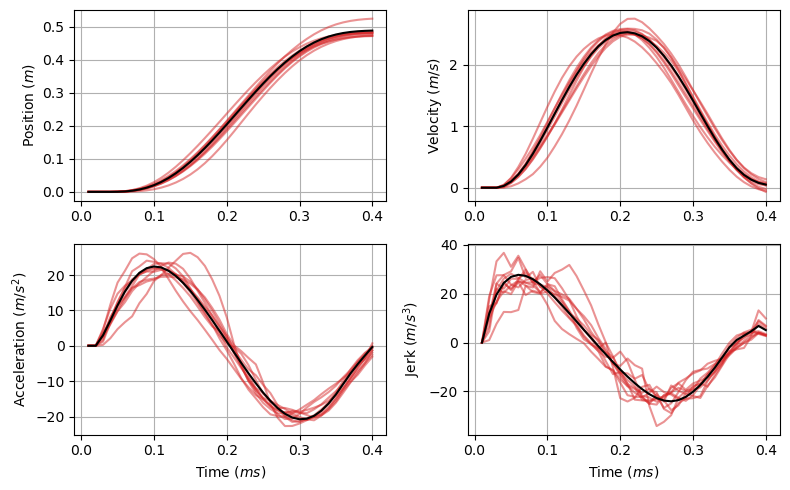 Position (m)
0.5
0.4
0.3
0.2
0.1
0.0
0.0 0.1 0.2 0.3 0.4
Velocity (m/s)
2
1
0
0.0 0.1 0.2 0.3 0.4
Acceleration (m/s²)
20
10
0
−10
−20
0.0 0.1 0.2 0.3 0.4
Time (ms)
Jerk (m/s³)
40
20
0
−20
0.0 0.1 0.2 0.3 0.4
Time (ms)